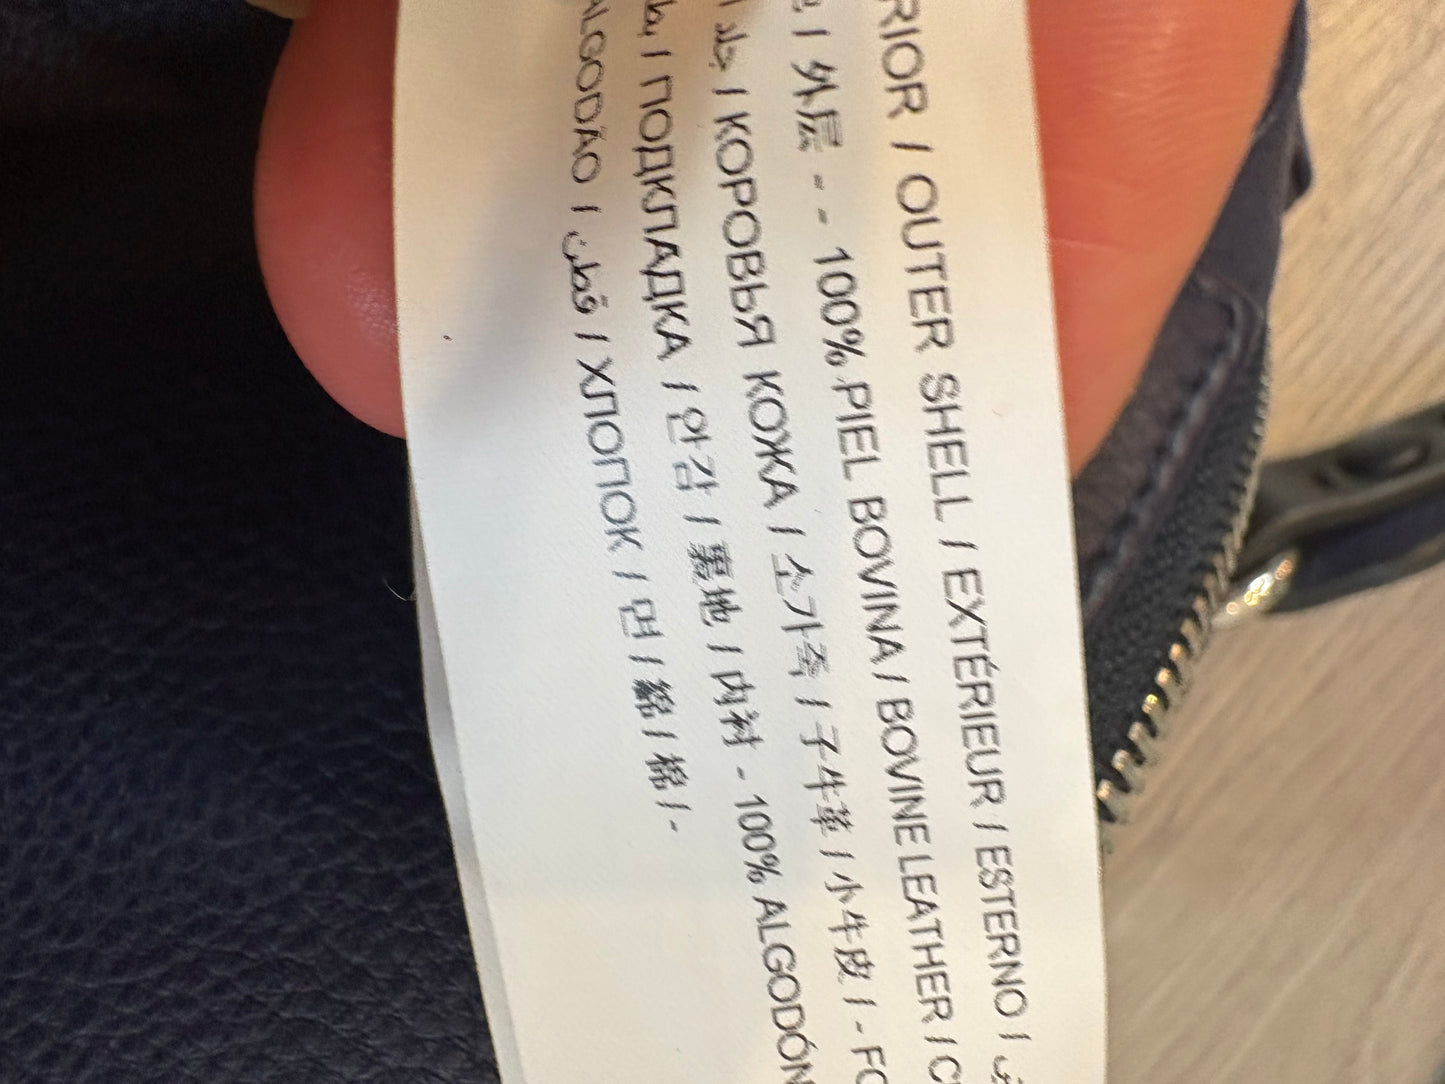 RIOR / OUTER SHELL / EXTÉRIEUR / ESTERNO /
/ 外层 - - 100% PIEL BOVINA / BOVINE LEATHER / C
جلد / КОРОВЬЯ КОЖА / 소가죽 / 子牛革 / 小牛皮 / - FO
/ ПОДКЛАДКА / 안감 / 裏地 / 内衬 - 100% ALGODÓN
ALGODÃO / قطن / ХЛОПОК / 면 / 綿 / 棉 / -